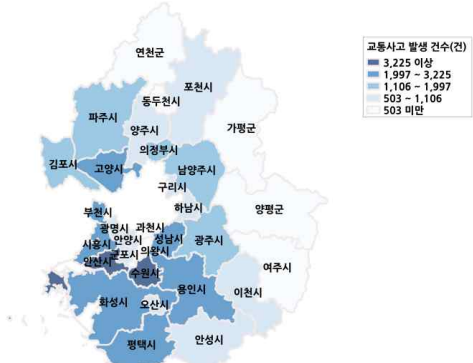 교통사고 발생 건수(건)
3,225 이상
1,997 ~ 3,225
1,106 ~ 1,997
503 ~ 1,106
503 미만
연천군
포천시
동두천시
파주시
양주시
가평군
의정부시
김포시
고양시
남양주시
구리시
하남시
양평군
부천시
광명시 과천시
시흥시 안양시 성남시 광주시
안산시 군포시 의왕시
수원시
여주시
용인시 이천시
화성시 오산시
평택시 안성시